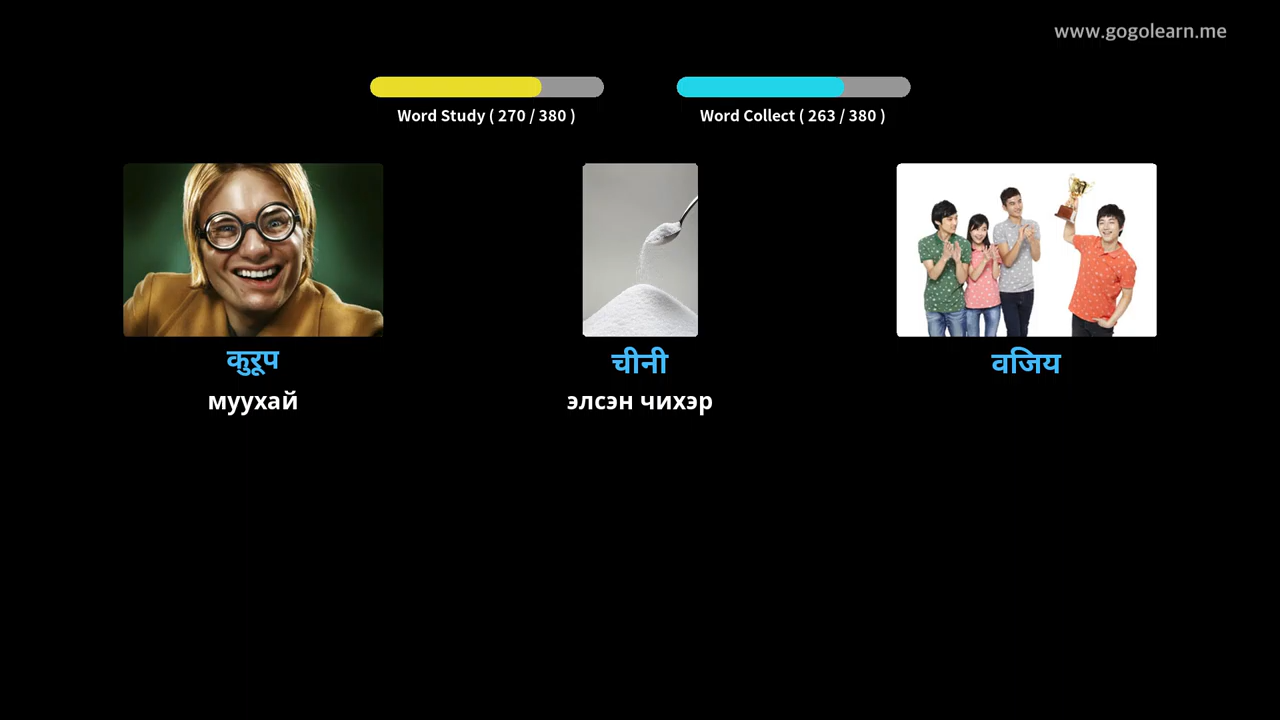 www.gogolearn.me
Word Study ( 270 / 380 )
Word Collect ( 263 / 380 )
कुरूप
चीनी
वजिय
муухай
элсэн чихэр